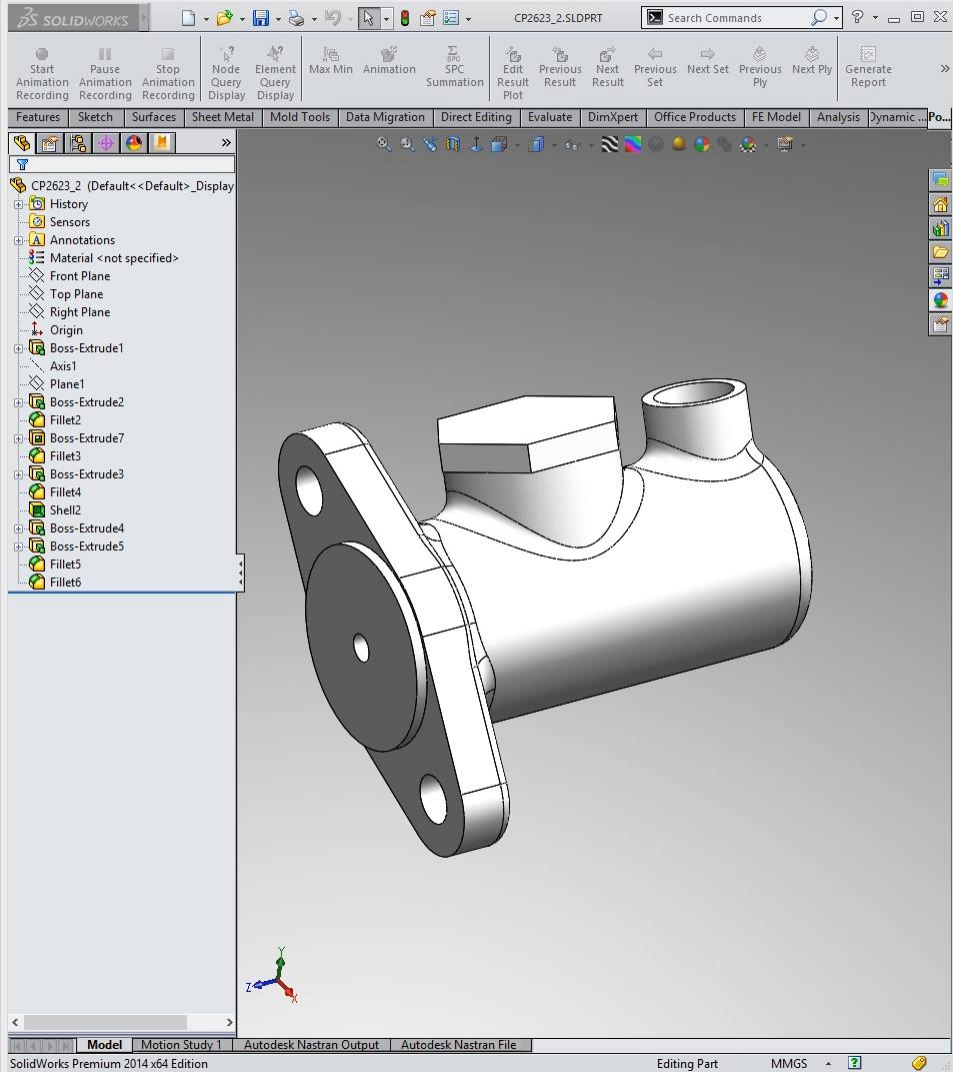 SOLIDWORKS
CP2623_2.SLDPRT
Search Commands
?
Start Animation Recording
Pause Animation Recording
Stop Animation Recording
Node Query Display
Element Query Display
Max Min
Animation
SPC Summation
Edit Result Plot
Previous Result
Next Result
Previous Set
Next Set
Previous Ply
Next Ply
Generate Report
Features Sketch Surfaces Sheet Metal Mold Tools Data Migration Direct Editing Evaluate DimXpert Office Products FE Model Analysis Dynamic ... Po...
CP2623_2 (Default<<Default>_Display
History
Sensors
A Annotations
Material <not specified>
Front Plane
Top Plane
Right Plane
Origin
Boss-Extrude1
Axis1
Plane1
Boss-Extrude2
Fillet2
Boss-Extrude7
Fillet3
Boss-Extrude3
Fillet4
Shell2
Boss-Extrude4
Boss-Extrude5
Fillet5
Fillet6
Y
Z
X
Model Motion Study 1 Autodesk Nastran Output Autodesk Nastran File
SolidWorks Premium 2014 x64 Edition Editing Part MMGS ?